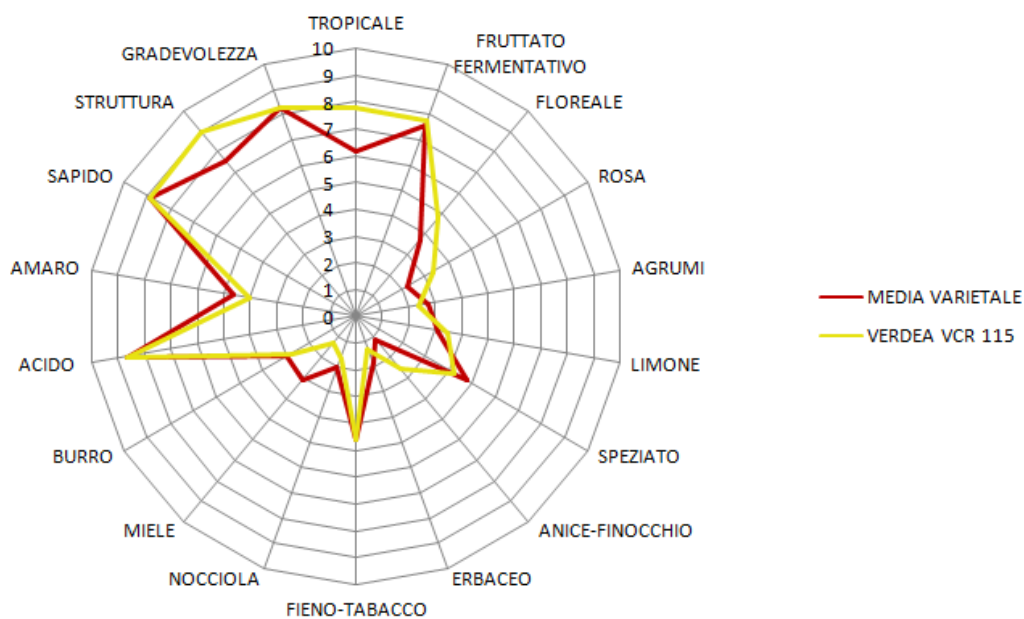 TROPICALE
FRUTTATO
FERMENTATIVO
FLOREALE
ROSA
AGRUMI
LIMONE
SPEZIATO
ANICE-FINOCCHIO
ERBACEO
FIENO-TABACCO
NOCCIOLA
MIELE
BURRO
ACIDO
AMARO
SAPIDO
STRUTTURA
GRADEVOLEZZA
10
9
8
7
6
5
4
3
2
1
0
MEDIA VARIETALE
VERDEA VCR 115